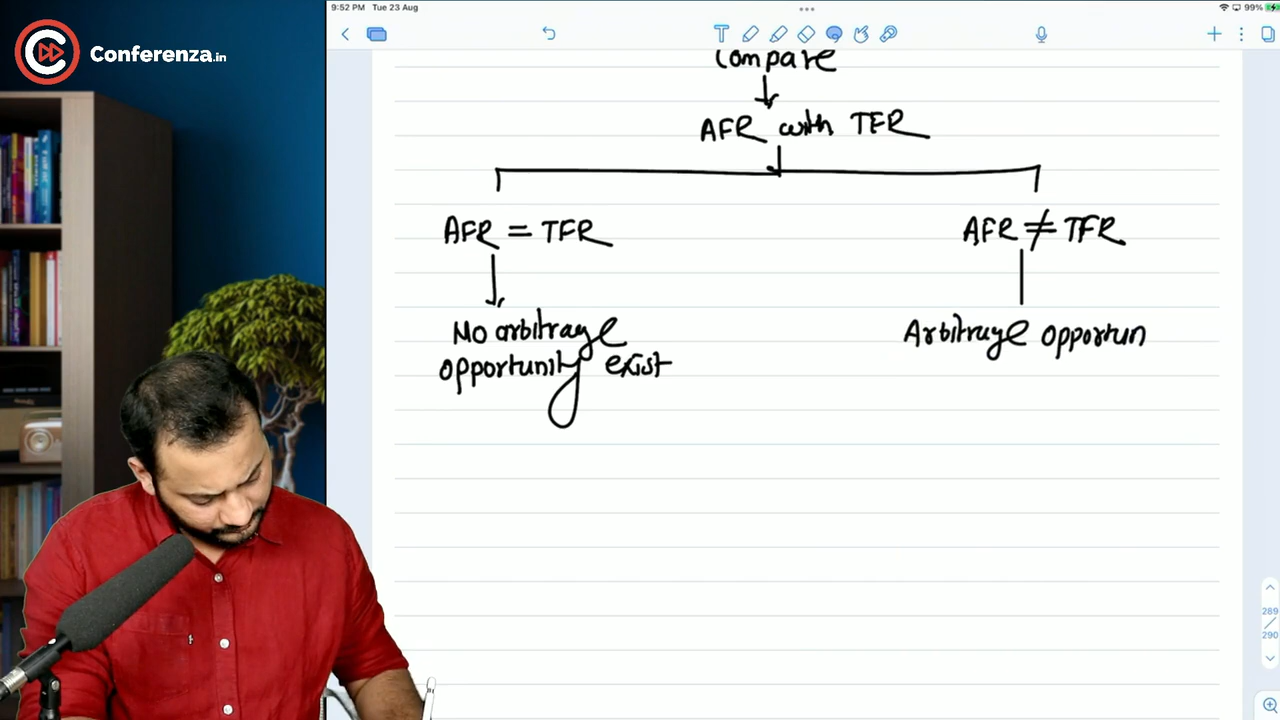 9:52 PM Tue 23 Aug
99%
Conferenza.in
Compare
AFR with TFR
AFR = TFR
AFR ≠ TFR
No arbitrage
opportunity exist
Arbitrage opportun
289
290